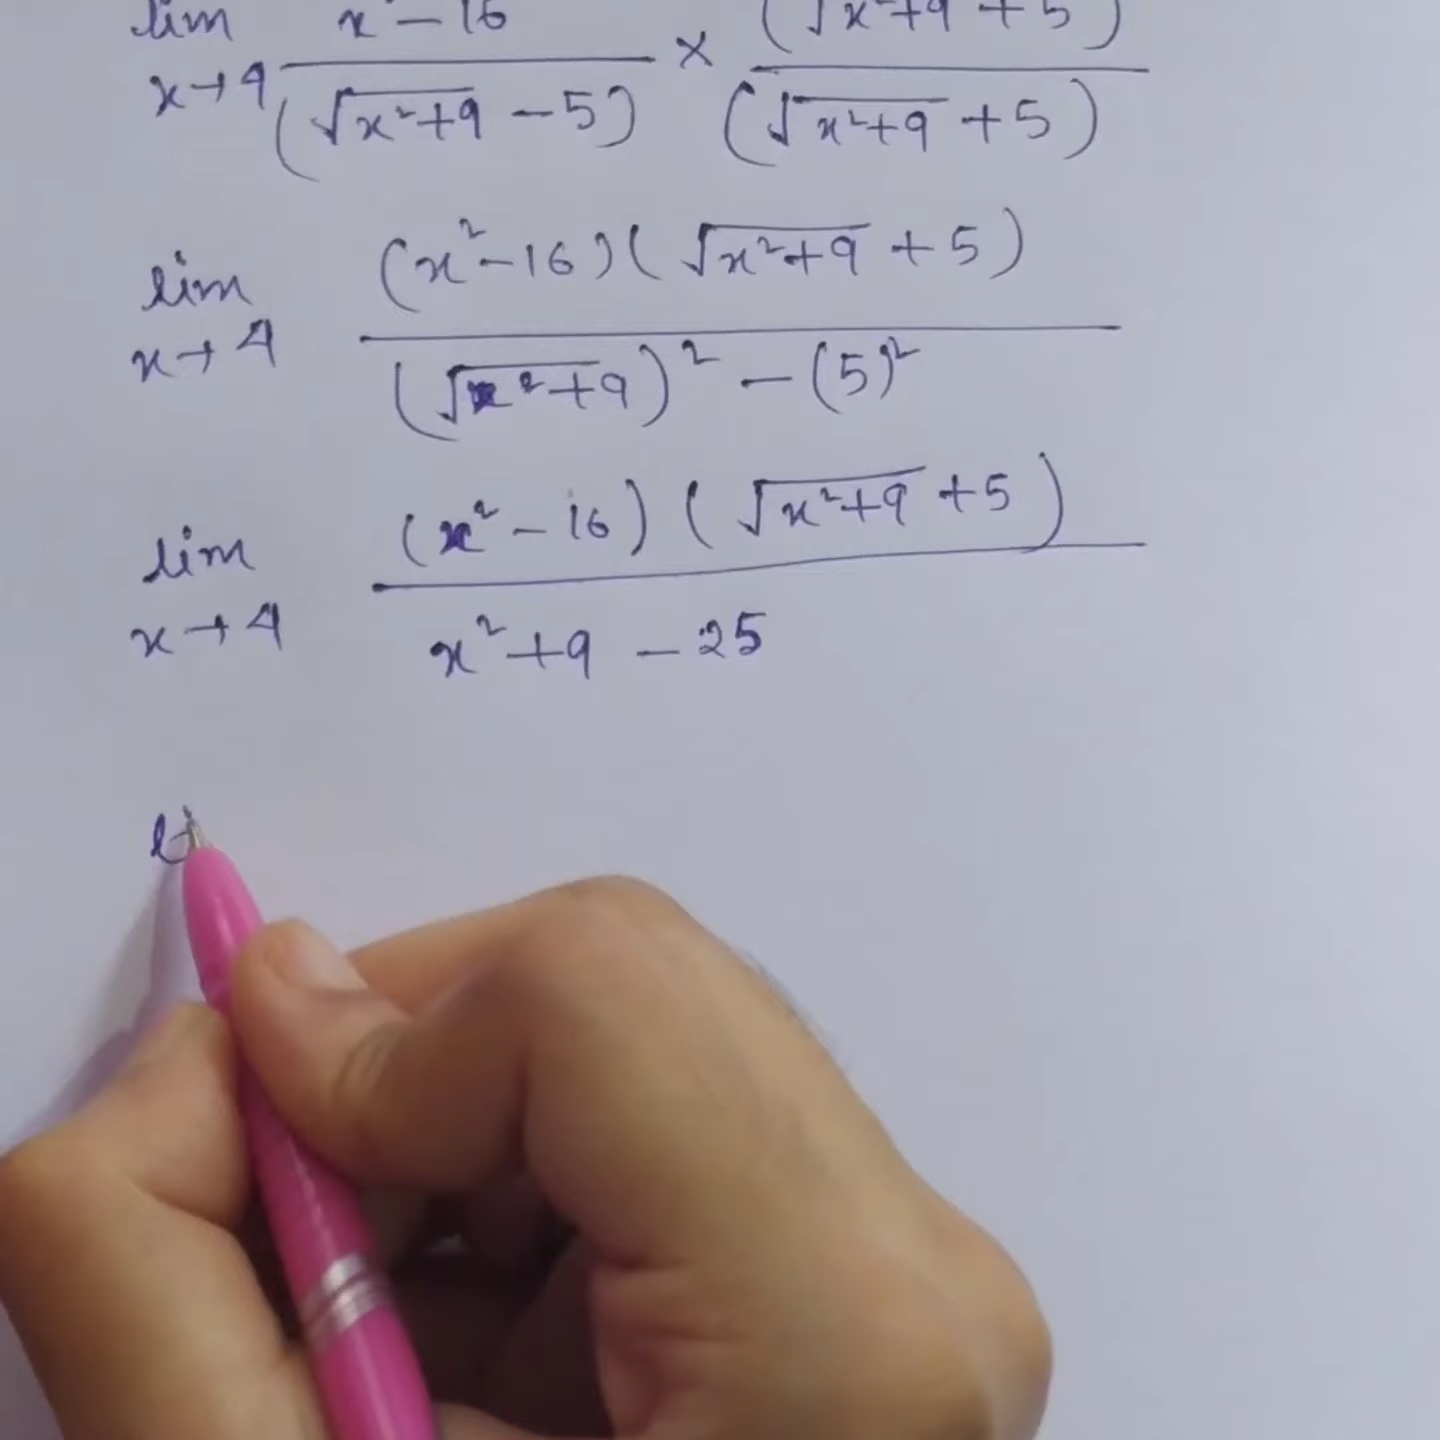 lim x→4 x²-16 / (√x²+9 - 5) × (√x²+9 + 5) / (√x²+9 + 5)
lim x→4 (x²-16)(√x²+9 + 5) / (√x²+9)² - (5)²
lim x→4 (x²-16)(√x²+9 + 5) / x²+9 - 25